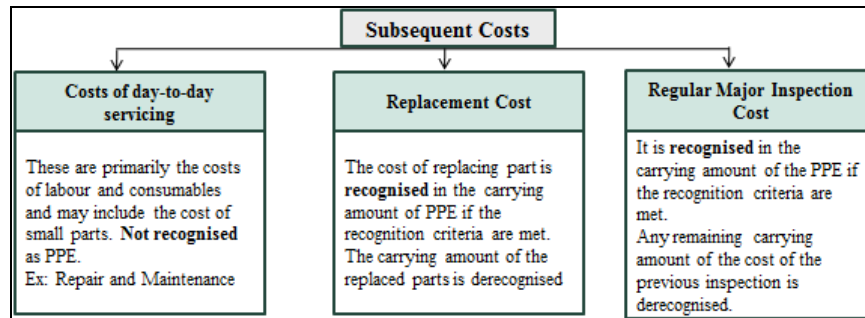 Subsequent Costs
Costs of day-to-day
servicing
These are primarily the costs
of labour and consumables
and may include the cost of
small parts. Not recognised
as PPE.
Ex: Repair and Maintenance
Replacement Cost
The cost of replacing part is
recognised in the carrying
amount of PPE if the
recognition criteria are met.
The carrying amount of the
replaced parts is derecognised
Regular Major Inspection
Cost
It is recognised in the
carrying amount of the PPE if
the recognition criteria are
met.
Any remaining carrying
amount of the cost of the
previous inspection is
derecognised.